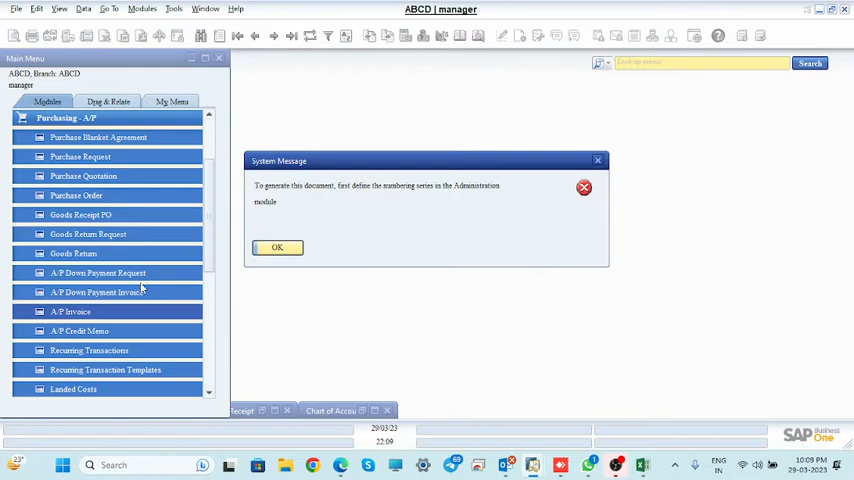 File Edit View Data Go To Modules Tools Window Help
ABCD | manager
Main Menu
ABCD, Branch: ABCD
manager
Modules Drag & Relate My Menu
Look up menus Search
Purchasing - A/P
Purchase Blanket Agreement
Purchase Request
Purchase Quotation
Purchase Order
Goods Receipt PO
Goods Return Request
Goods Return
A/P Down Payment Request
A/P Down Payment Invoice
A/P Invoice
A/P Credit Memo
Recurring Transactions
Recurring Transaction Templates
Landed Costs
System Message
To generate this document, first define the numbering series in the Administration
module
OK
Receipt Chart of Accou
29/03/23
22:09
SAP Business One
23°
Search
69
1
ENG
IN
10:09 PM
29-03-2023